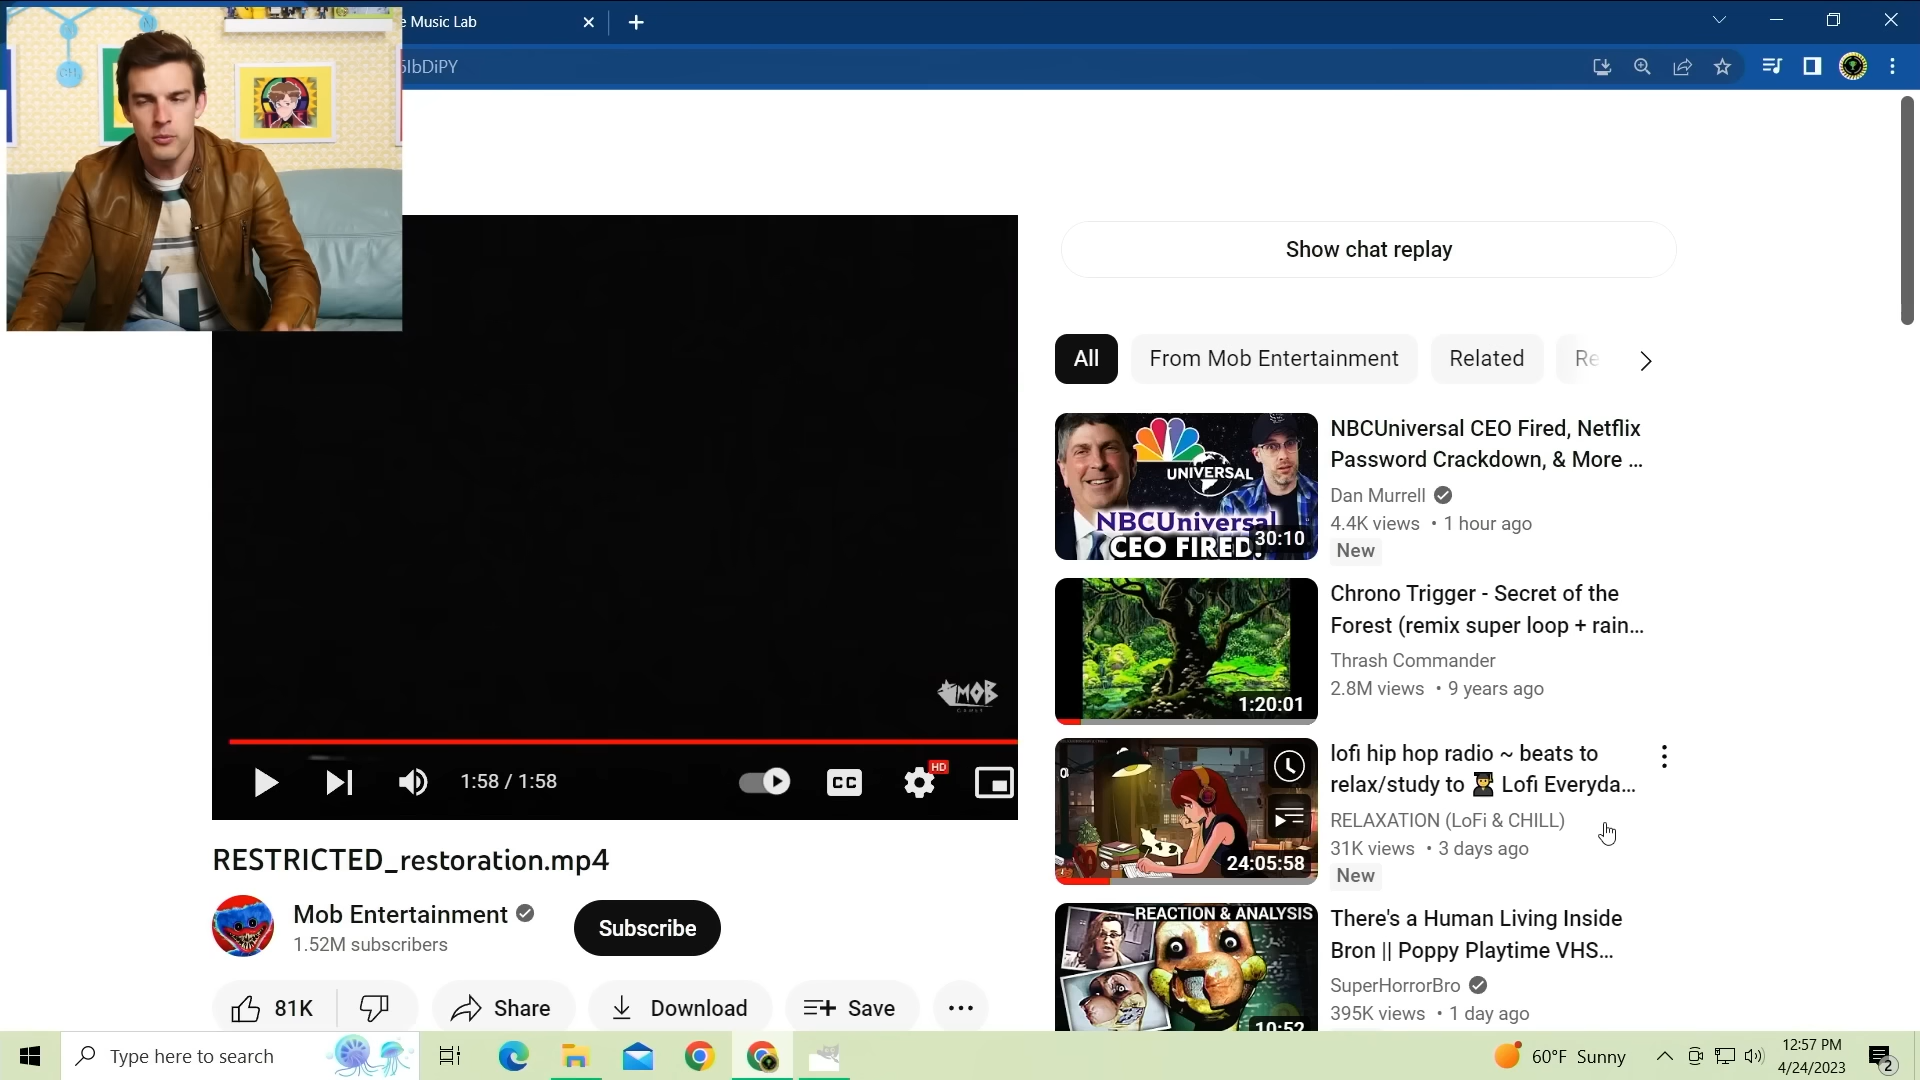 e Music Lab
5IbDiPY
Show chat replay
All
From Mob Entertainment
Related
Re
NBCUniversal CEO Fired, Netflix
Password Crackdown, & More ...
Dan Murrell
4.4K views • 1 hour ago
New
UNIVERSAL
NBCUniversal
CEO FIRED!
30:10
Chrono Trigger - Secret of the
Forest (remix super loop + rain...
Thrash Commander
2.8M views • 9 years ago
1:20:01
MOB
GAMES
1:58 / 1:58
CC
HD
lofi hip hop radio ~ beats to
relax/study to 👨‍🎓 Lofi Everyda...
RELAXATION (LoFi & CHILL)
31K views • 3 days ago
New
24:05:58
RESTRICTED_restoration.mp4
Mob Entertainment
1.52M subscribers
Subscribe
REACTION & ANALYSIS
10:52
There's a Human Living Inside
Bron || Poppy Playtime VHS...
SuperHorrorBro
395K views • 1 day ago
81K
Share
Download
Save
Type here to search
60°F Sunny
12:57 PM
4/24/2023
2